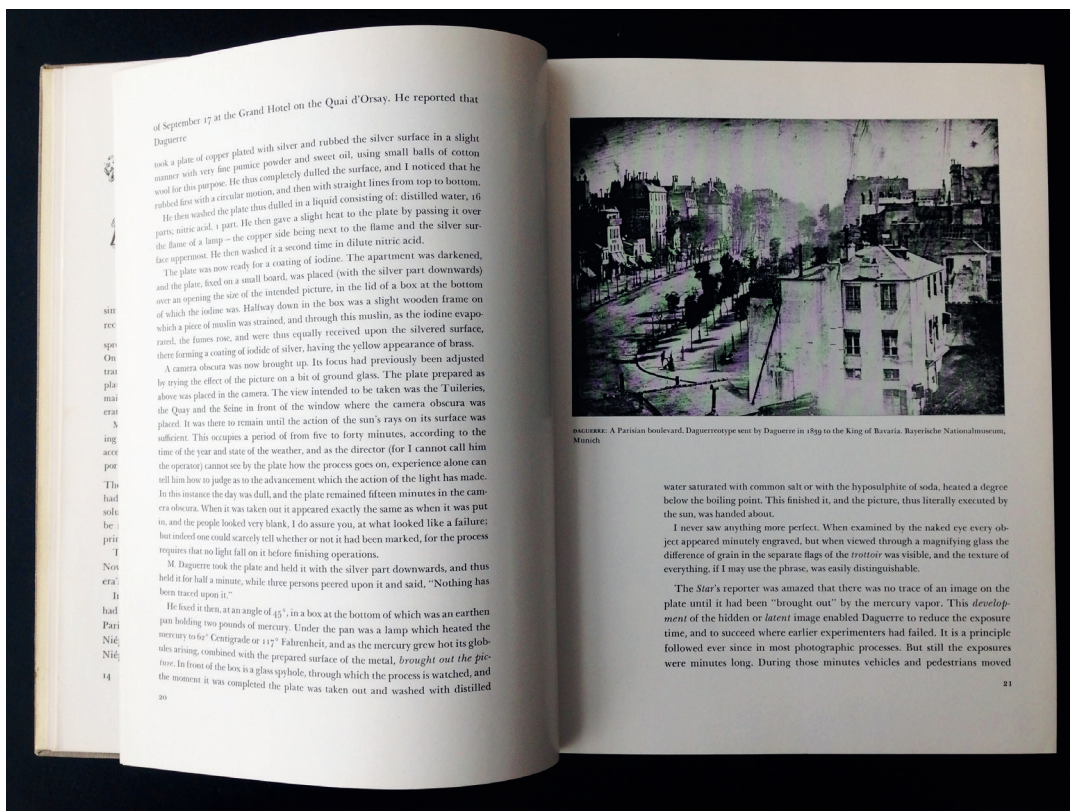 sin
rec
spr
On
tran
pla
mai
erat
M
ing
acce
por
The
had
solu
be
prin
T
Nov
era'
In
had
Pari
Nié
Nié
14
of September 17 at the Grand Hotel on the Quai d'Orsay. He reported that
Daguerre
took a plate of copper plated with silver and rubbed the silver surface in a slight
manner with very fine pumice powder and sweet oil, using small balls of cotton
wool for this purpose. He thus completely dulled the surface, and I noticed that he
rubbed first with a circular motion, and then with straight lines from top to bottom.
He then washed the plate thus dulled in a liquid consisting of: distilled water, 16
parts; nitric acid, 1 part. He then gave a slight heat to the plate by passing it over
the flame of a lamp – the copper side being next to the flame and the silver sur-
face uppermost. He then washed it a second time in dilute nitric acid.
The plate was now ready for a coating of iodine. The apartment was darkened,
and the plate, fixed on a small board, was placed (with the silver part downwards)
over an opening the size of the intended picture, in the lid of a box at the bottom
of which the iodine was. Halfway down in the box was a slight wooden frame on
which a piece of muslin was strained, and through this muslin, as the iodine evapo-
rated, the fumes rose, and were thus equally received upon the silvered surface,
there forming a coating of iodide of silver, having the yellow appearance of brass.
A camera obscura was now brought up. Its focus had previously been adjusted
by trying the effect of the picture on a bit of ground glass. The plate prepared as
above was placed in the camera. The view intended to be taken was the Tuileries,
the Quay and the Seine in front of the window where the camera obscura was
placed. It was there to remain until the action of the sun's rays on its surface was
sufficient. This occupies a period of from five to forty minutes, according to the
time of the year and state of the weather, and as the director (for I cannot call him
the operator) cannot see by the plate how the process goes on, experience alone can
tell him how to judge as to the advancement which the action of the light has made.
In this instance the day was dull, and the plate remained fifteen minutes in the cam-
era obscura. When it was taken out it appeared exactly the same as when it was put
in, and the people looked very blank, I do assure you, at what looked like a failure;
but indeed one could scarcely tell whether or not it had been marked, for the process
requires that no light fall on it before finishing operations.
M. Daguerre took the plate and held it with the silver part downwards, and thus
held it for half a minute, while three persons peered upon it and said, "Nothing has
been traced upon it."
He fixed it then, at an angle of 45°, in a box at the bottom of which was an earthen
pan holding two pounds of mercury. Under the pan was a lamp which heated the
mercury to 62° Centigrade or 117° Fahrenheit, and as the mercury grew hot its glob-
ules arising, combined with the prepared surface of the metal, brought out the pic-
ture. In front of the box is a glass spyhole, through which the process is watched, and
the moment it was completed the plate was taken out and washed with distilled
20
DAGUERRE: A Parisian boulevard. Daguerreotype sent by Daguerre in 1839 to the King of Bavaria. Bayerische Nationalmuseum,
Munich
water saturated with common salt or with the hyposulphite of soda, heated a degree
below the boiling point. This finished it, and the picture, thus literally executed by
the sun, was handed about.
I never saw anything more perfect. When examined by the naked eye every ob-
ject appeared minutely engraved, but when viewed through a magnifying glass the
difference of grain in the separate flags of the trottoir was visible, and the texture of
everything, if I may use the phrase, was easily distinguishable.
The Star's reporter was amazed that there was no trace of an image on the
plate until it had been "brought out" by the mercury vapor. This develop-
ment of the hidden or latent image enabled Daguerre to reduce the exposure
time, and to succeed where earlier experimenters had failed. It is a principle
followed ever since in most photographic processes. But still the exposures
were minutes long. During those minutes vehicles and pedestrians moved
21